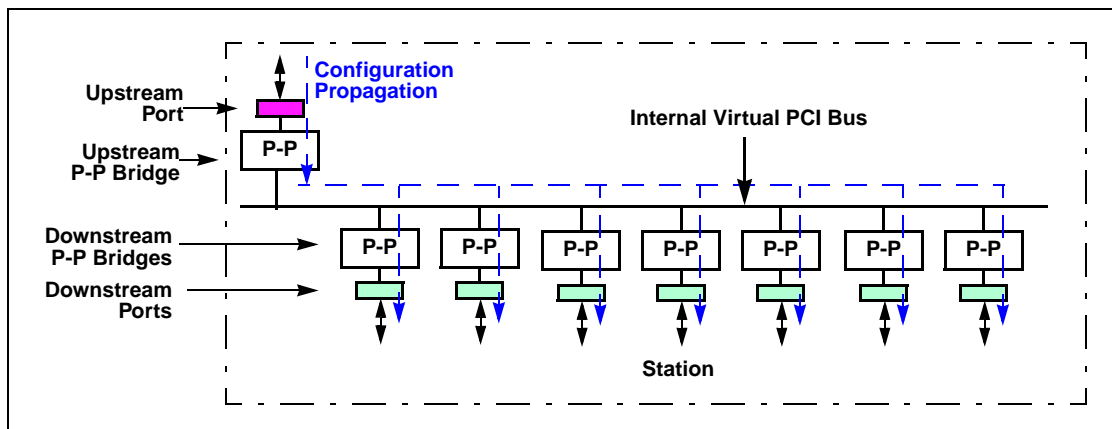 Configuration
Propagation
Upstream
Port
Internal Virtual PCI Bus
P-P
Upstream
P-P Bridge
Downstream
P-P Bridges
P-P P-P P-P P-P P-P P-P P-P
Downstream
Ports
Station